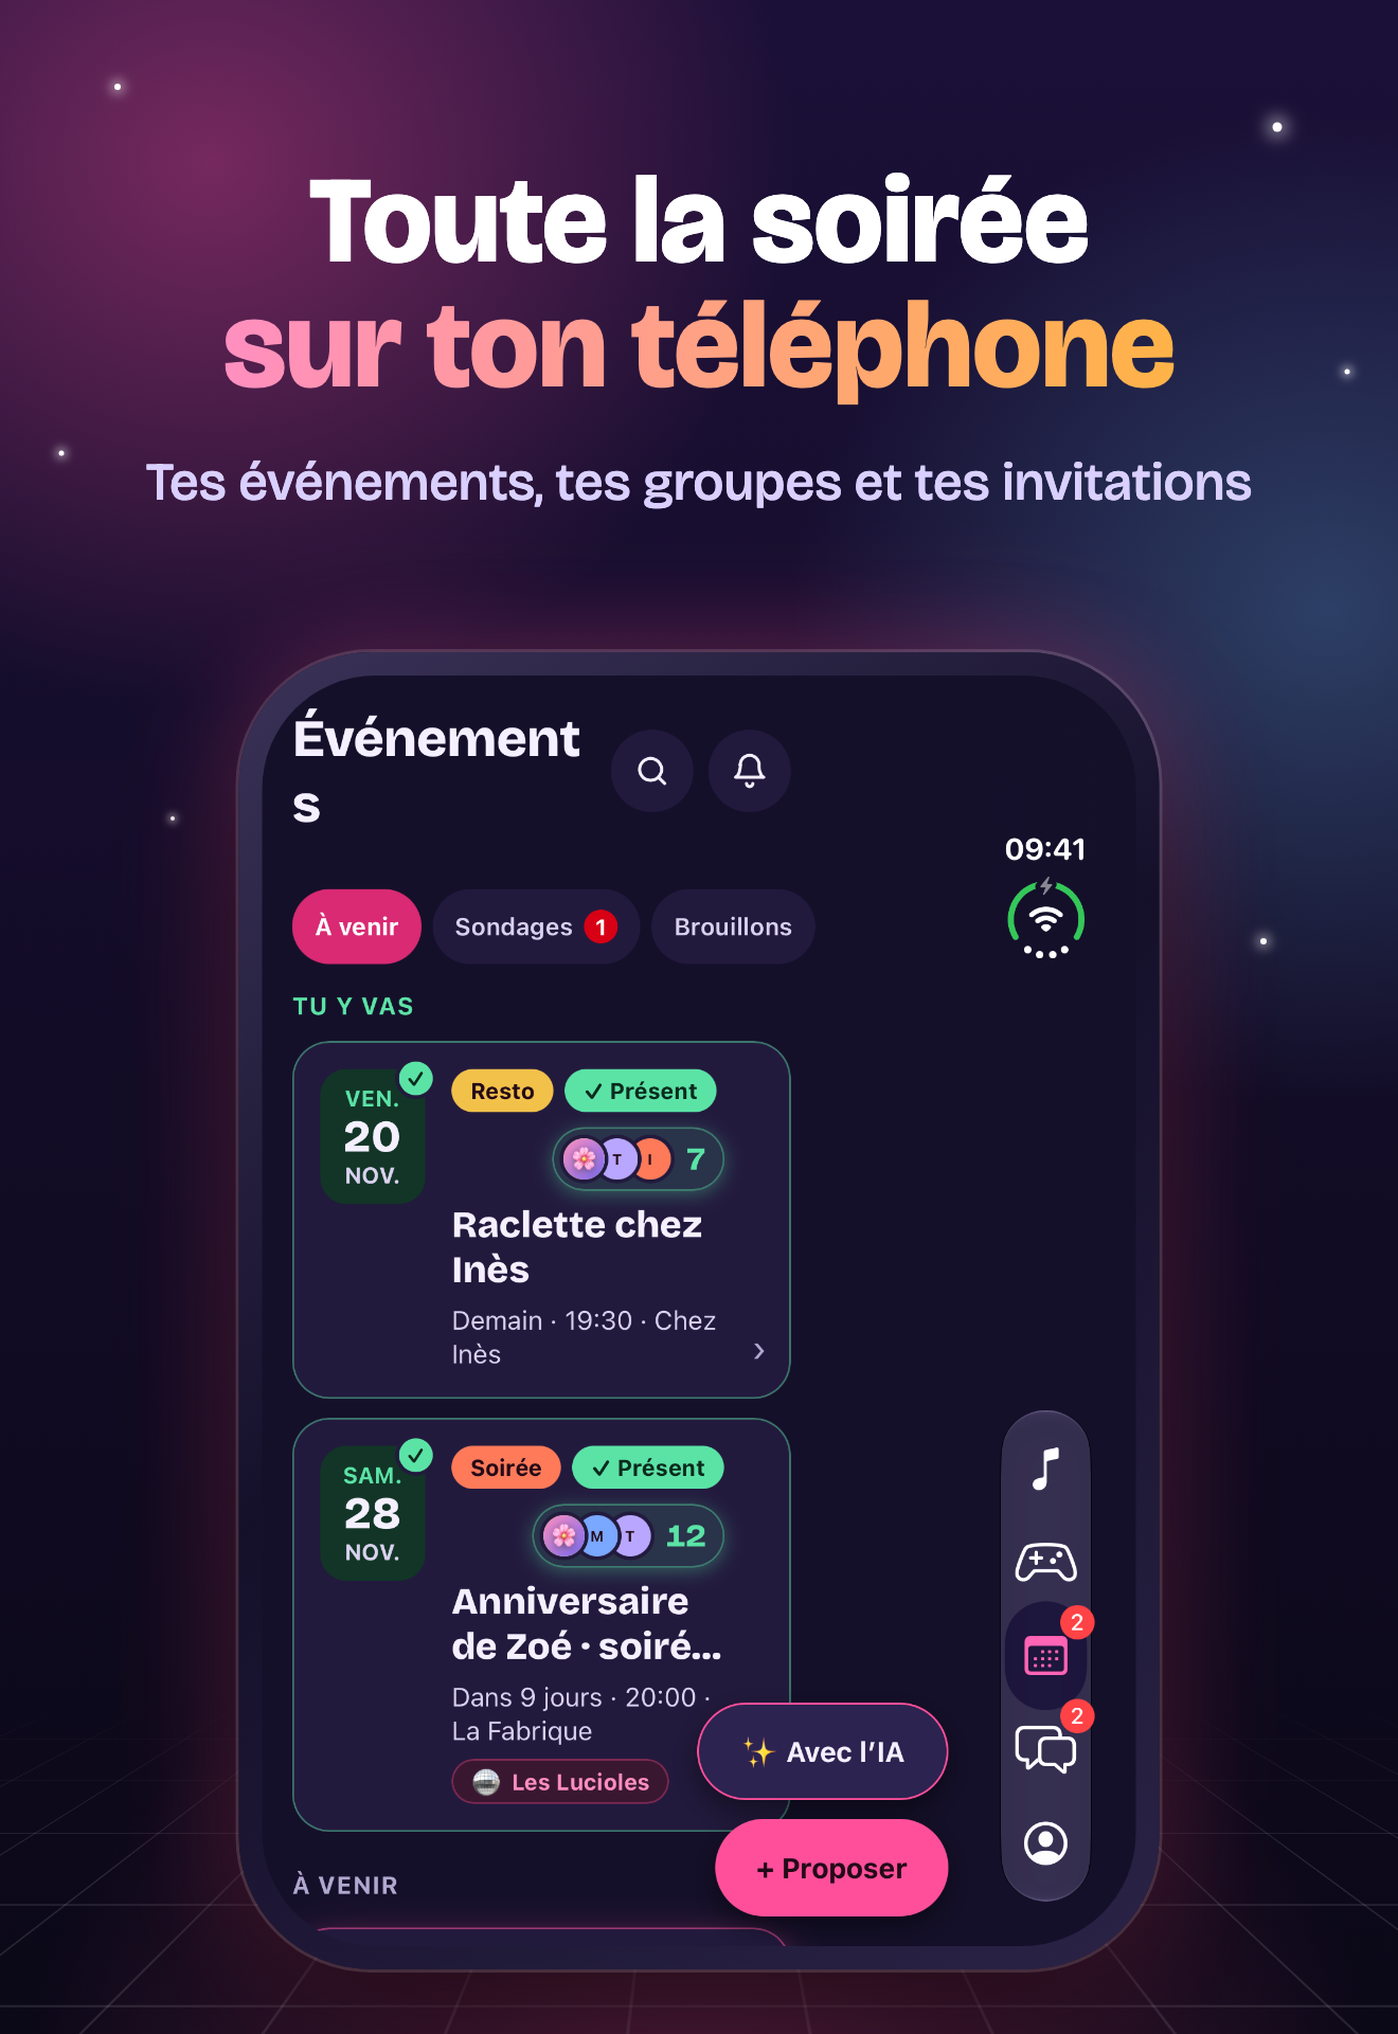 Toute la soirée
sur ton téléphone
Tes événements, tes groupes et tes invitations
Événement
s
09:41
À venir
Sondages 1
Brouillons
TU Y VAS
VEN.
20
NOV.
Resto
✓ Présent
T I 7
Raclette chez
Inès
Demain · 19:30 · Chez
Inès
SAM.
28
NOV.
Soirée
✓ Présent
M T 12
Anniversaire
de Zoé · soiré...
Dans 9 jours · 20:00 ·
La Fabrique
Les Lucioles
2
2
✨ Avec l’IA
+ Proposer
À VENIR